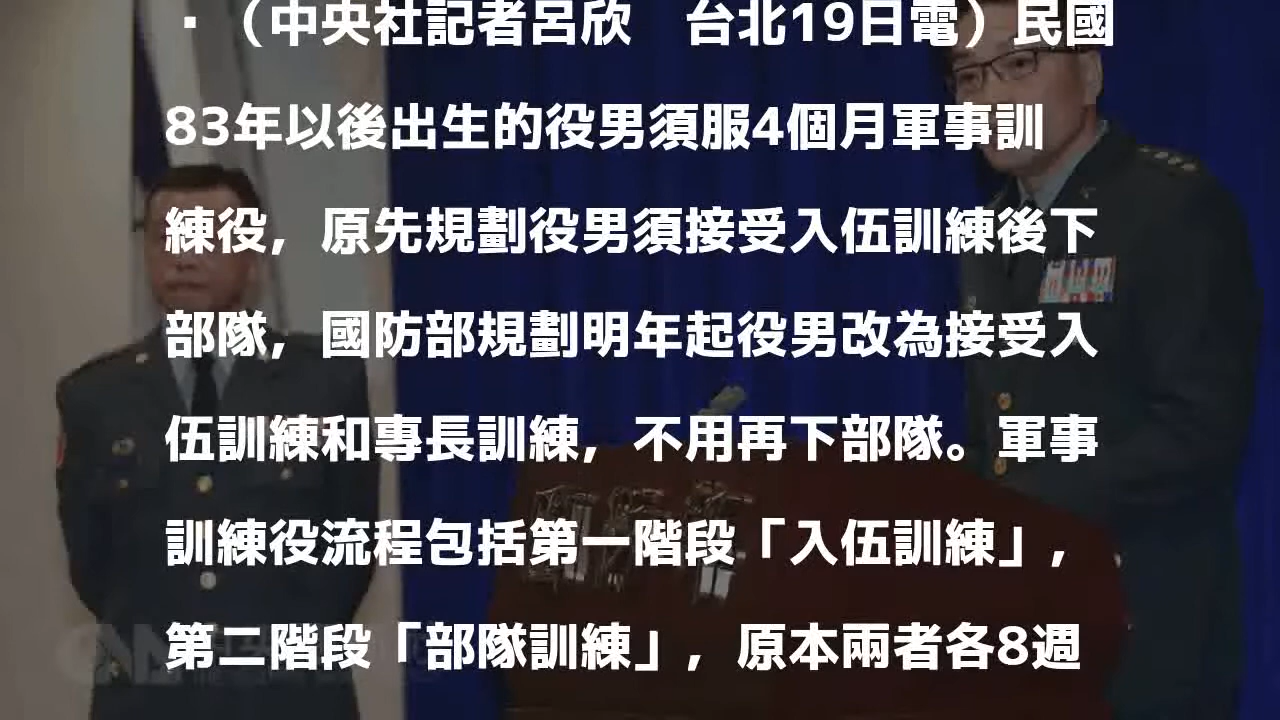 ・（中央社記者呂欣　台北19日電）民國
83年以後出生的役男須服4個月軍事訓
練役，原先規劃役男須接受入伍訓練後下
部隊，國防部規劃明年起役男改為接受入
伍訓練和專長訓練，不用再下部隊。軍事
訓練役流程包括第一階段「入伍訓練」，
第二階段「部隊訓練」，原本兩者各8週